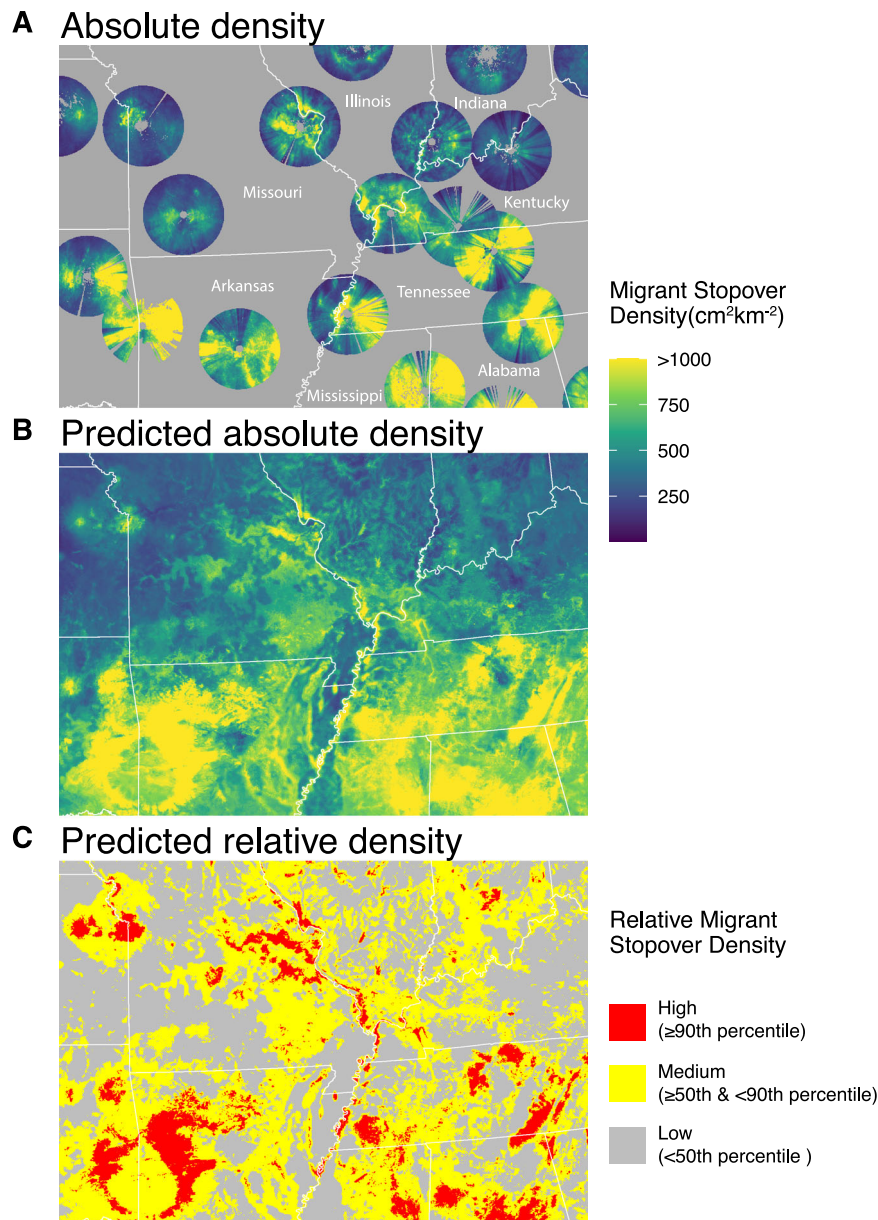 A Absolute density
Illinois
Indiana
Missouri
Kentucky
Arkansas
Tennessee
Alabama
Mississippi
Migrant Stopover
Density(cm²km⁻²)
>1000
750
500
250
B Predicted absolute density
C Predicted relative density
Relative Migrant
Stopover Density
High
(≥90th percentile)
Medium
(≥50th & <90th percentile)
Low
(<50th percentile )